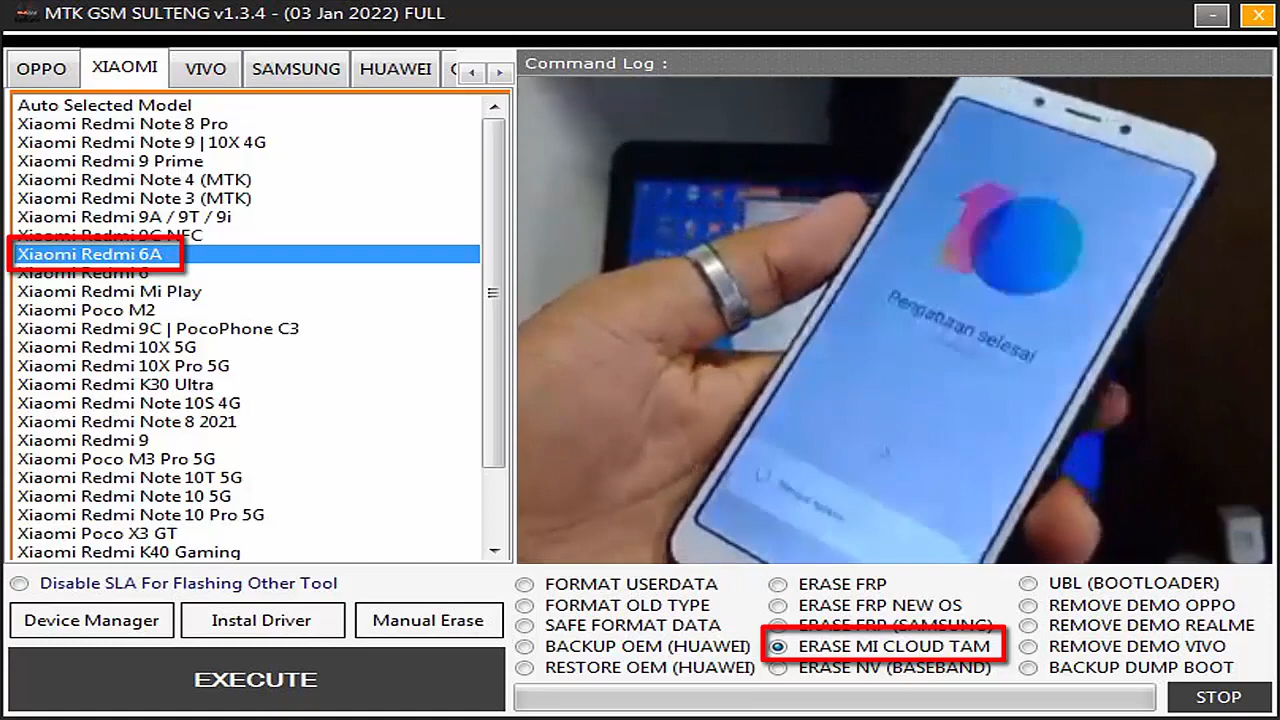 MTK GSM SULTENG v1.3.4 - (03 Jan 2022) FULL
OPPO XIAOMI VIVO SAMSUNG HUAWEI
Command Log :
Auto Selected Model
Xiaomi Redmi Note 8 Pro
Xiaomi Redmi Note 9 | 10X 4G
Xiaomi Redmi 9 Prime
Xiaomi Redmi Note 4 (MTK)
Xiaomi Redmi Note 3 (MTK)
Xiaomi Redmi 9A / 9T / 9i
Xiaomi Redmi 9C NFC
Xiaomi Redmi 6A
Xiaomi Redmi 6
Xiaomi Redmi Mi Play
Xiaomi Poco M2
Xiaomi Redmi 9C | PocoPhone C3
Xiaomi Redmi 10X 5G
Xiaomi Redmi 10X Pro 5G
Xiaomi Redmi K30 Ultra
Xiaomi Redmi Note 10S 4G
Xiaomi Redmi Note 8 2021
Xiaomi Redmi 9
Xiaomi Poco M3 Pro 5G
Xiaomi Redmi Note 10T 5G
Xiaomi Redmi Note 10 5G
Xiaomi Redmi Note 10 Pro 5G
Xiaomi Poco X3 GT
Xiaomi Redmi K40 Gaming
Pengaturan selesai
Disable SLA For Flashing Other Tool
Device Manager Instal Driver Manual Erase
EXECUTE
FORMAT USERDATA
FORMAT OLD TYPE
SAFE FORMAT DATA
BACKUP OEM (HUAWEI)
RESTORE OEM (HUAWEI)
ERASE FRP
ERASE FRP NEW OS
ERASE FRP (SAMSUNG)
ERASE MI CLOUD TAM
ERASE NV (BASEBAND)
UBL (BOOTLOADER)
REMOVE DEMO OPPO
REMOVE DEMO REALME
REMOVE DEMO VIVO
BACKUP DUMP BOOT
STOP